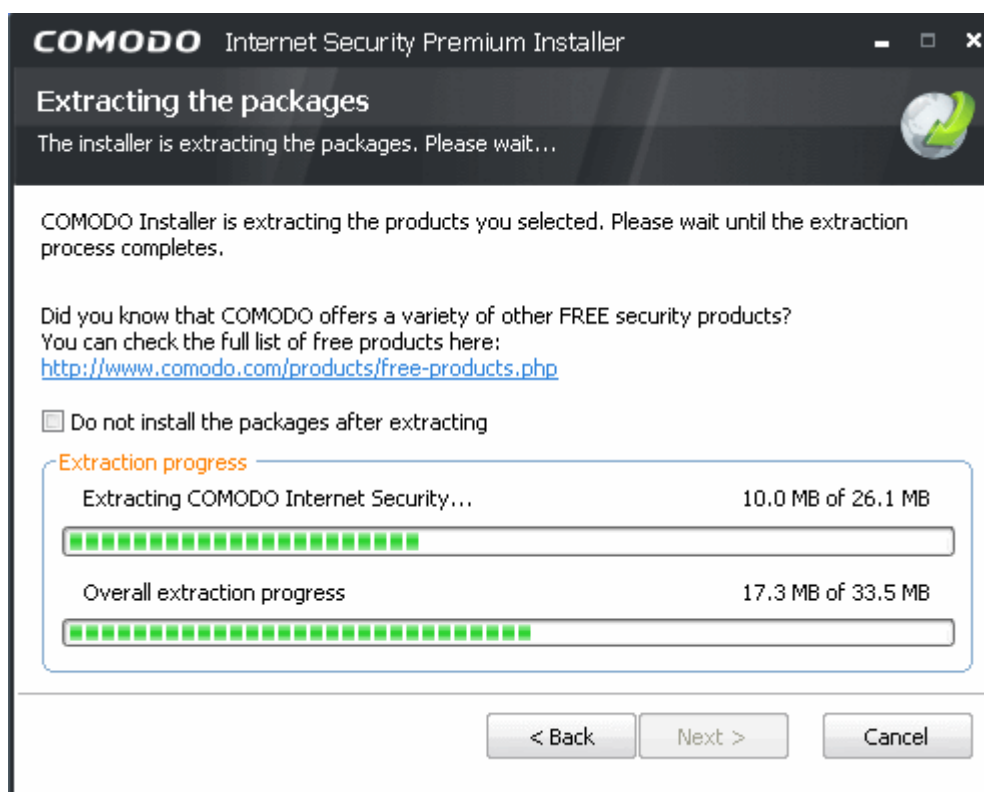 COMODO Internet Security Premium Installer
Extracting the packages
The installer is extracting the packages. Please wait...
COMODO Installer is extracting the products you selected. Please wait until the extraction
process completes.
Did you know that COMODO offers a variety of other FREE security products?
You can check the full list of free products here:
http://www.comodo.com/products/free-products.php
Do not install the packages after extracting
Extraction progress
Extracting COMODO Internet Security... 10.0 MB of 26.1 MB
Overall extraction progress 17.3 MB of 33.5 MB
< Back Next > Cancel